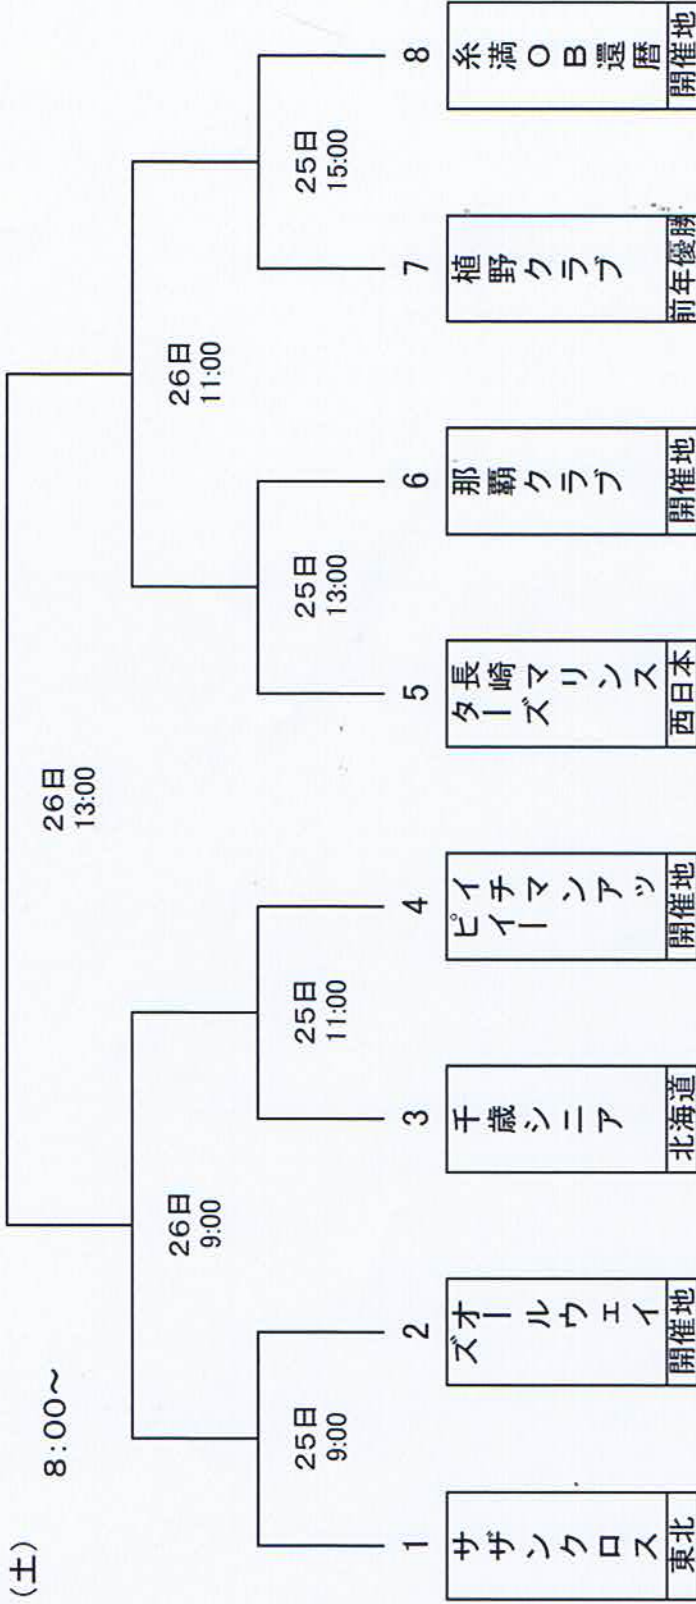 (土)
8:00～
26日
13:00
26日
9:00
26日
11:00
25日
9:00
25日
11:00
25日
13:00
25日
15:00
1
2
3
4
5
6
7
8
サザンクロス
東北
オールウェイ
ズ
開催地
千歳シニア
北海道
イチマンアッ
ピイー
開催地
長崎マリンス
ターズ
西日本
那覇クラブ
開催地
植野クラブ
前年優勝
糸満OB還暦
開催地